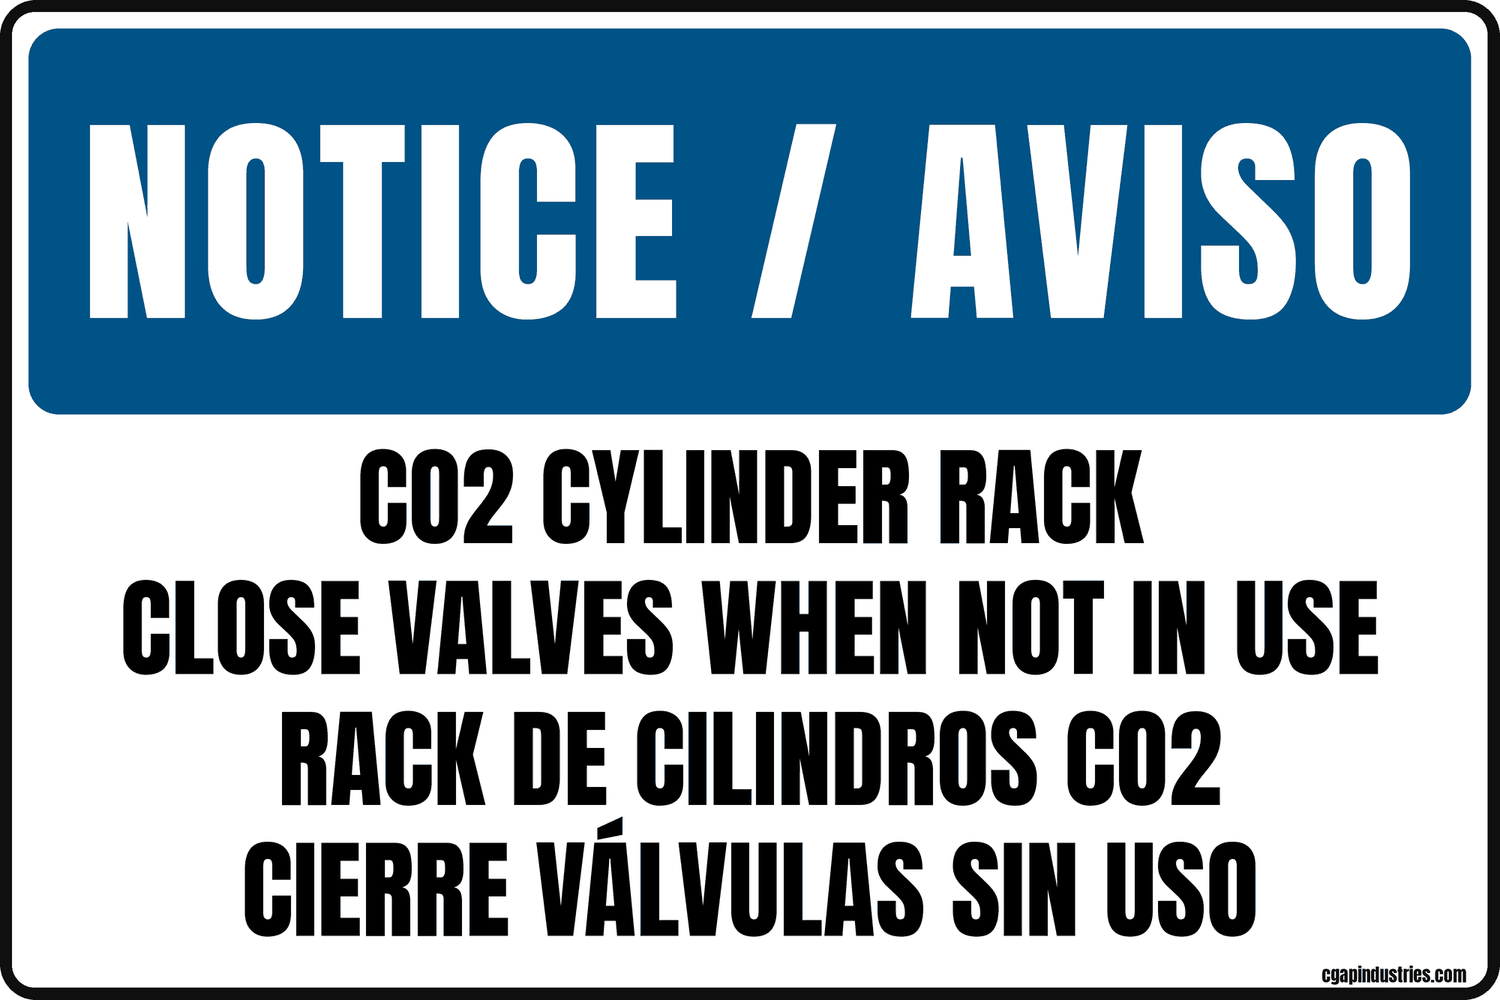 NOTICE / AVISO
CO2 CYLINDER RACK
CLOSE VALVES WHEN NOT IN USE
RACK DE CILINDROS CO2
CIERRE VÁLVULAS SIN USO
cgapindustries.com